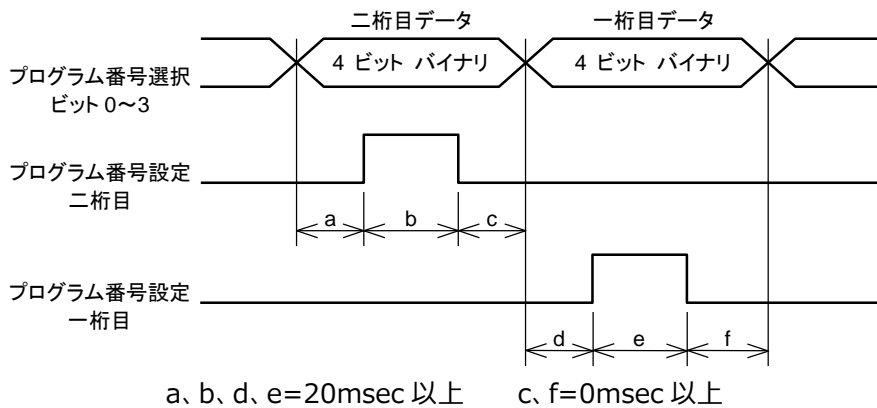 二桁目データ
一桁目データ
プログラム番号選択
ビット 0～3
4 ビット バイナリ
4 ビット バイナリ
プログラム番号設定
二桁目
a
b
c
プログラム番号設定
一桁目
d
e
f
a、b、d、e=20msec 以上 c、f=0msec 以上